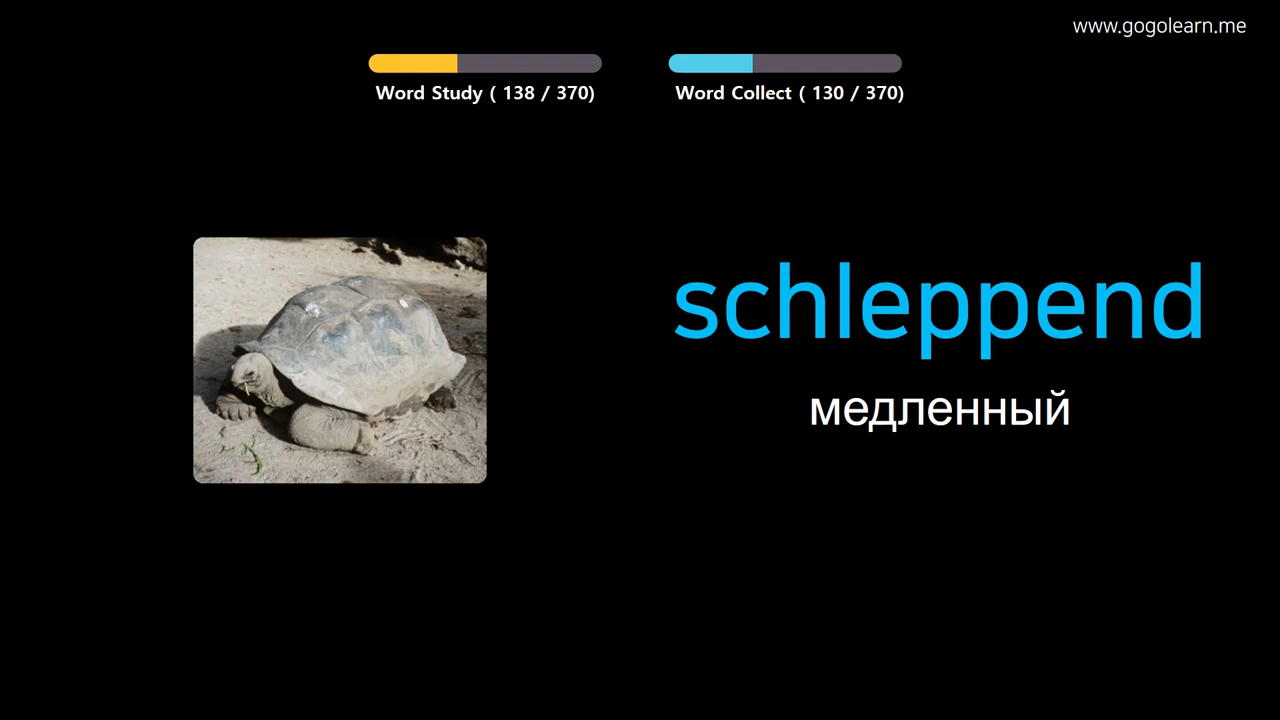 www.gogolearn.me
Word Study ( 138 / 370)
Word Collect ( 130 / 370)
schleppend
медленный